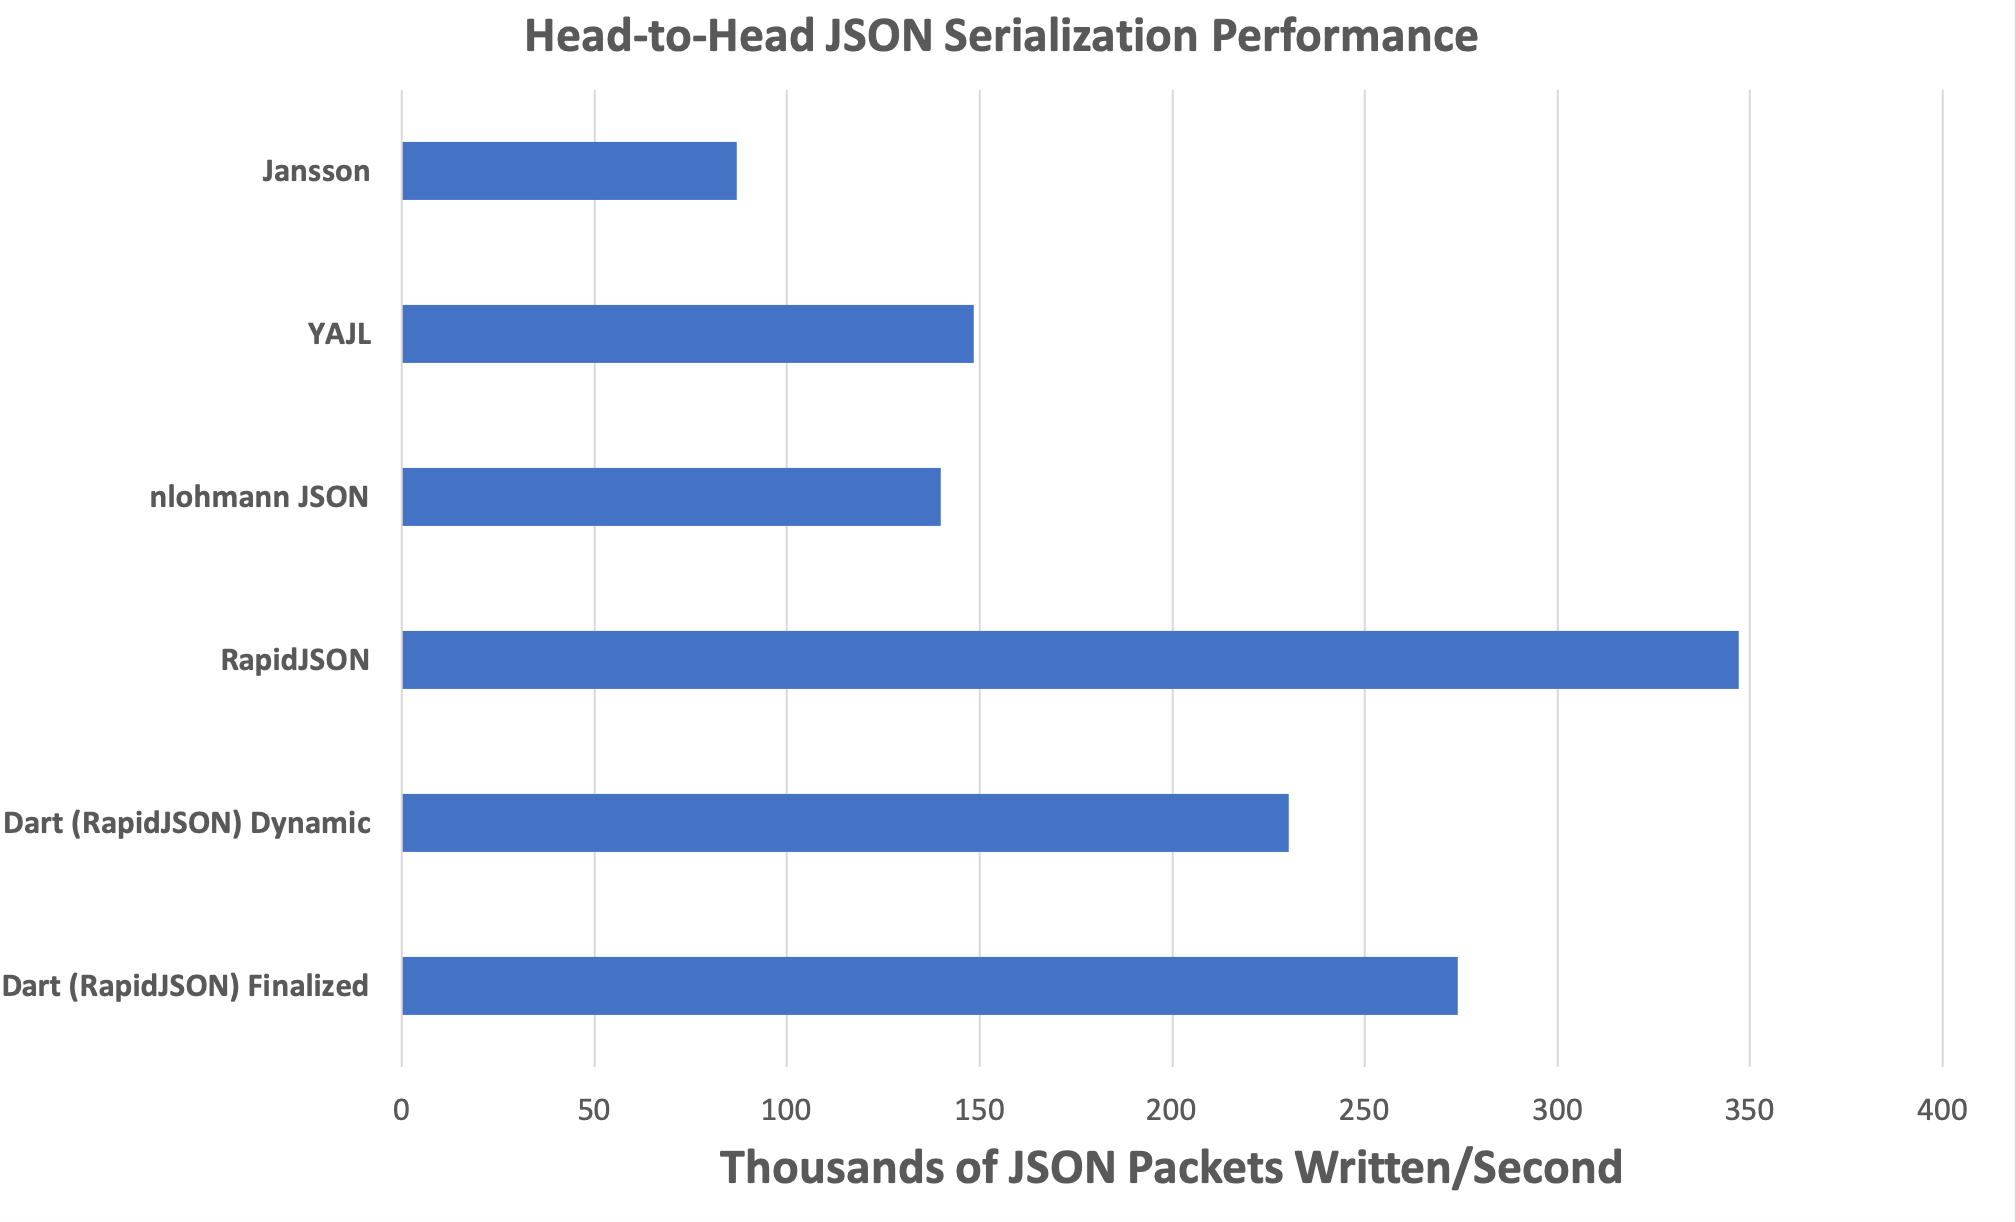 Head-to-Head JSON Serialization Performance
Jansson
YAJL
nlohmann JSON
RapidJSON
Dart (RapidJSON) Dynamic
Dart (RapidJSON) Finalized
0 50 100 150 200 250 300 350 400
Thousands of JSON Packets Written/Second